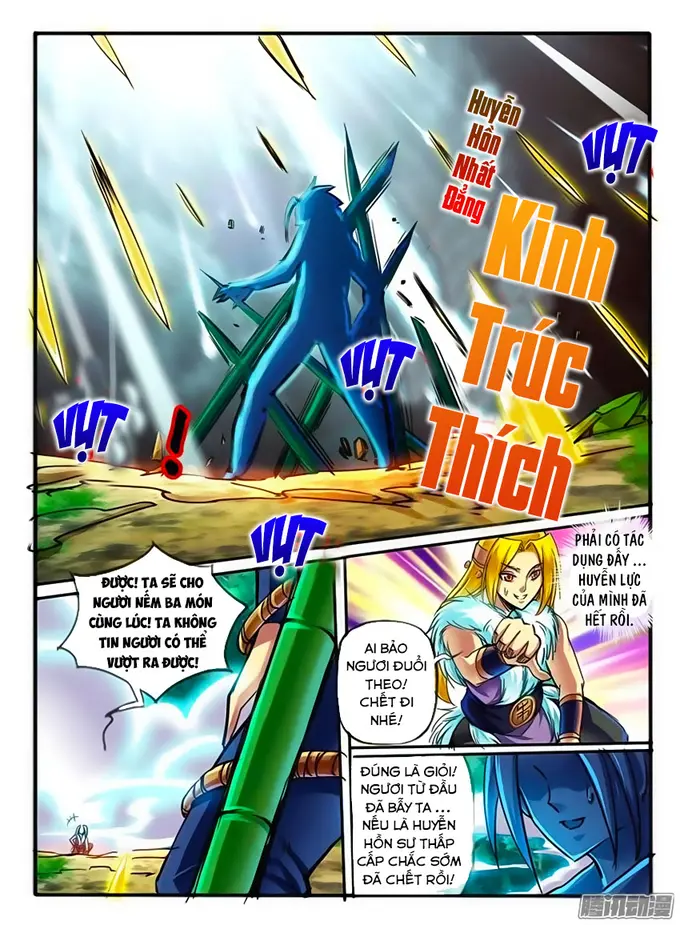 Huyễn
Hồn
Nhất
Đẳng
VỤT
Kinh
Trúc
Thích
VỤT
VỤT
!
VỤT
ĐƯỢC! TA SẼ CHO
NGƯƠI NẾM BA MÓN
CÙNG LÚC! TA KHÔNG
TIN NGƯƠI CÓ THỂ
VƯỢT RA ĐƯỢC!
PHẢI CÓ TÁC
DỤNG ĐẤY ...
HUYỄN LỰC
CỦA MÌNH ĐÃ
HẾT RỒI.
AI BẢO
NGƯƠI ĐUỔI
THEO!
CHẾT ĐI
NHÉ!
ĐÚNG LÀ GIỎI!
NGƯƠI TỪ ĐẦU
ĐÃ BẪY TA ...
NẾU LÀ HUYỄN
HỒN SƯ THẤP
CẤP CHẮC SỚM
ĐÃ CHẾT RỒI!
腾讯动漫